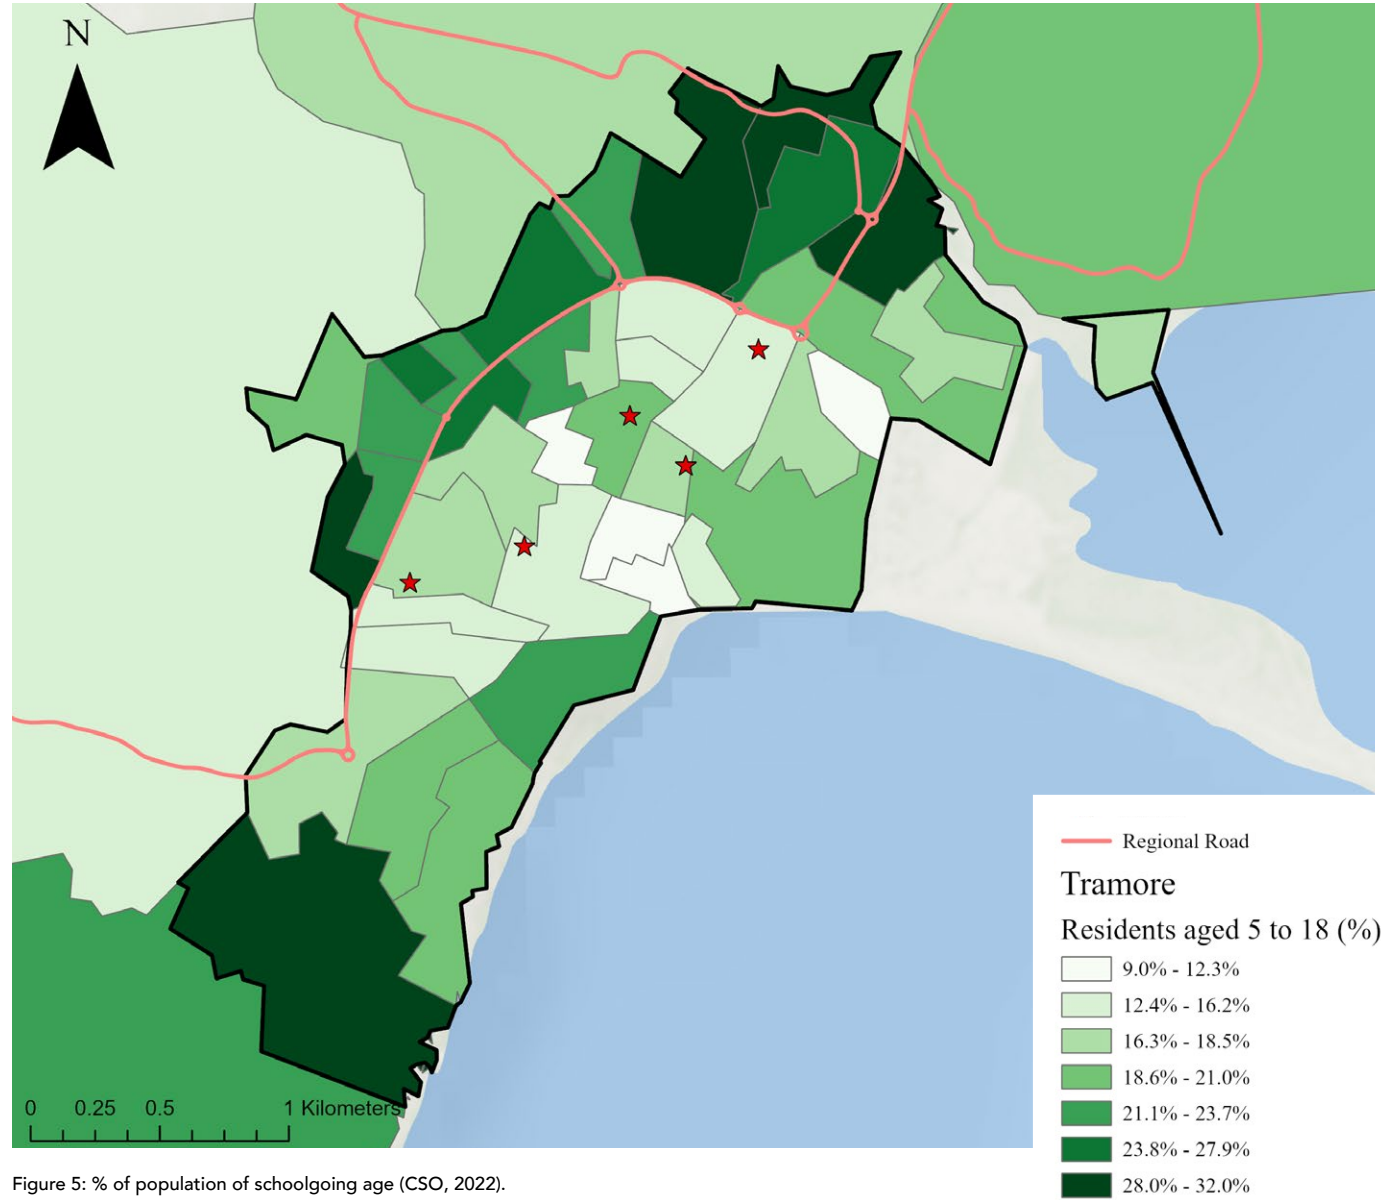 N
Regional Road
Tramore
Residents aged 5 to 18 (%)
9.0% - 12.3%
12.4% - 16.2%
16.3% - 18.5%
18.6% - 21.0%
21.1% - 23.7%
23.8% - 27.9%
28.0% - 32.0%
0 0.25 0.5 1 Kilometers
Figure 5: % of population of schoolgoing age (CSO, 2022).